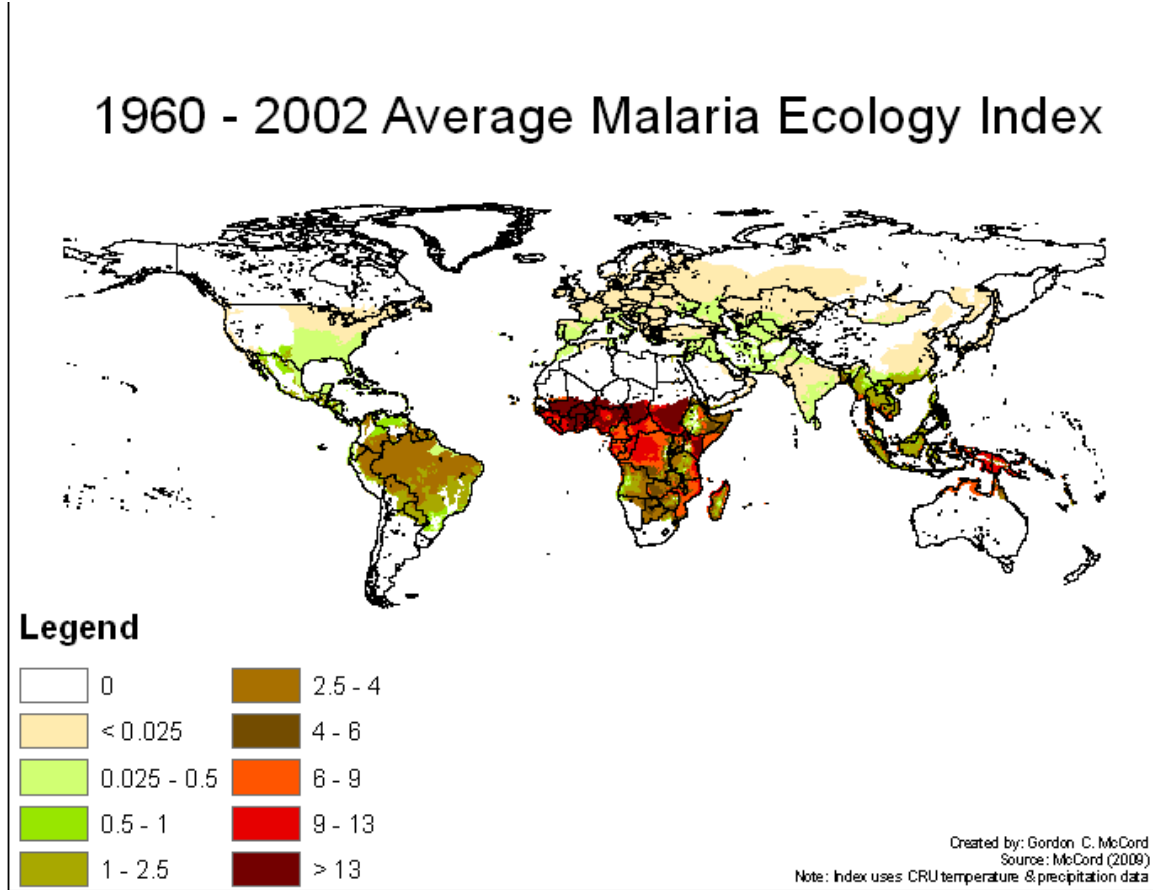 1960 - 2002 Average Malaria Ecology Index
Legend
0
< 0.025
0.025 - 0.5
0.5 - 1
1 - 2.5
2.5 - 4
4 - 6
6 - 9
9 - 13
> 13
Created by: Gordon C. McCord
Source: McCord (2009)
Note: Index uses CRU temperature & precipitation data